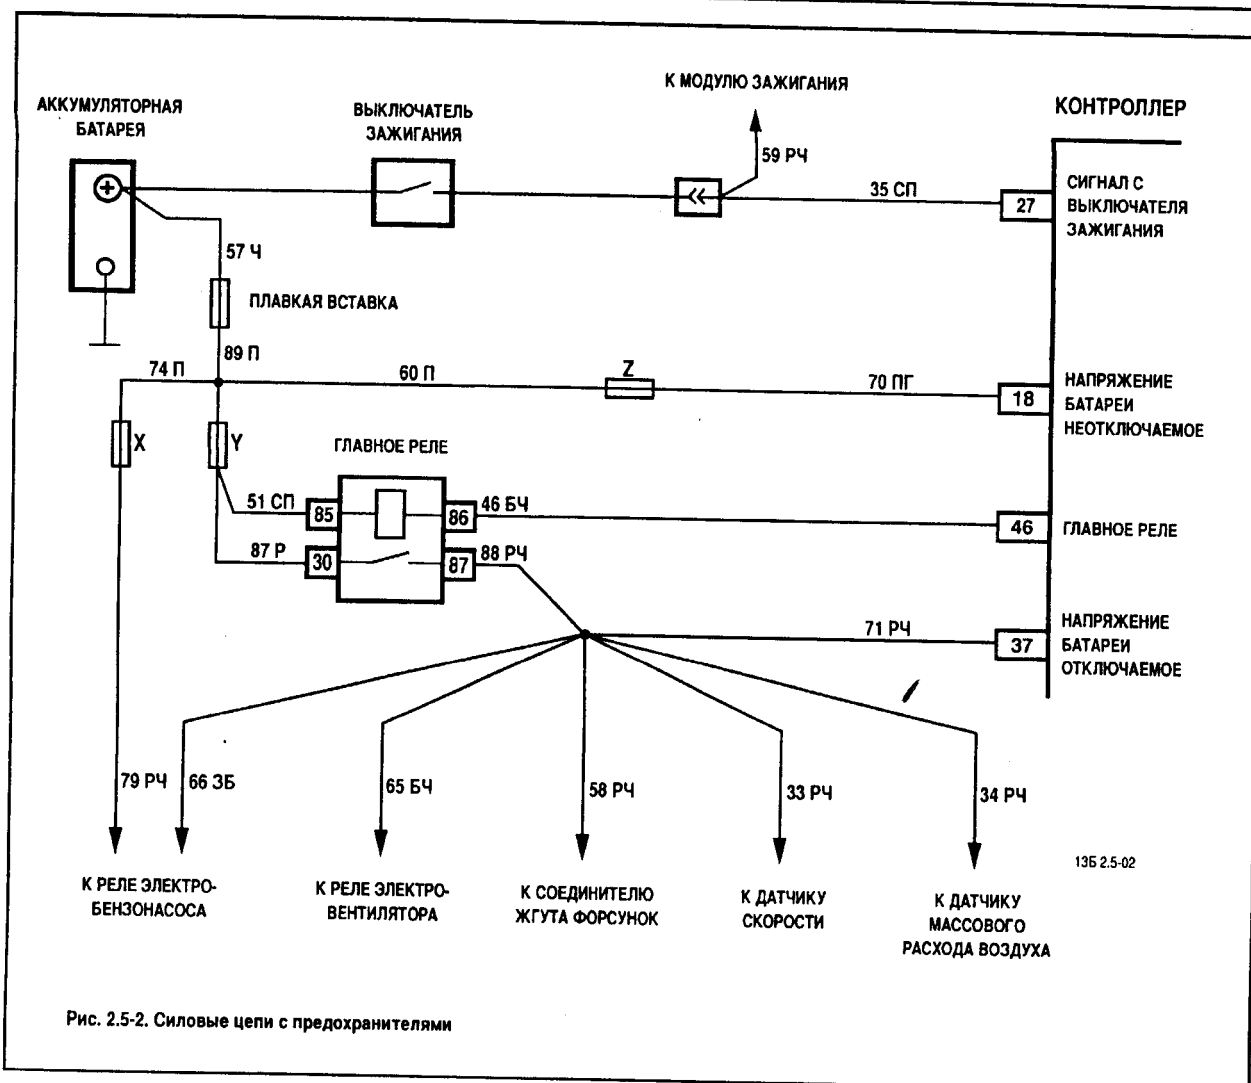 К МОДУЛЮ ЗАЖИГАНИЯ
АККУМУЛЯТОРНАЯ
БАТАРЕЯ
ВЫКЛЮЧАТЕЛЬ
ЗАЖИГАНИЯ
КОНТРОЛЛЕР
59 РЧ
35 СП
27
СИГНАЛ С
ВЫКЛЮЧАТЕЛЯ
ЗАЖИГАНИЯ
57 Ч
ПЛАВКАЯ ВСТАВКА
89 П
74 П
60 П
Z
70 ПГ
18
НАПРЯЖЕНИЕ
БАТАРЕИ
НЕОТКЛЮЧАЕМОЕ
X
Y
ГЛАВНОЕ РЕЛЕ
51 СП
85
86
46 БЧ
46
ГЛАВНОЕ РЕЛЕ
87 Р
30
87
88 РЧ
71 РЧ
37
НАПРЯЖЕНИЕ
БАТАРЕИ
ОТКЛЮЧАЕМОЕ
79 РЧ
66 ЗБ
65 БЧ
58 РЧ
33 РЧ
34 РЧ
13Б 2.5-02
К РЕЛЕ ЭЛЕКТРО-
БЕНЗОНАСОСА
К РЕЛЕ ЭЛЕКТРО-
ВЕНТИЛЯТОРА
К СОЕДИНИТЕЛЮ
ЖГУТА ФОРСУНОК
К ДАТЧИКУ
СКОРОСТИ
К ДАТЧИКУ
МАССОВОГО
РАСХОДА ВОЗДУХА
Рис. 2.5-2. Силовые цепи с предохранителями